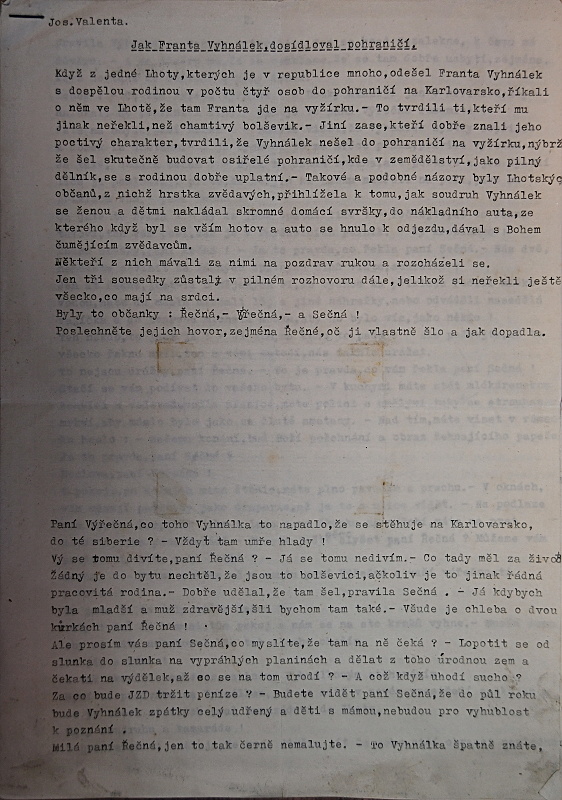 Jos.Valenta.
Jak Franta Vyhnálek,dosídloval pohraničí.
Když z jedné Lhoty,kterých je v republice mnoho,odešel Franta Vyhnálek
s dospělou rodinou v počtu čtyř osob do pohraničí na Karlovarsko,říkali
o něm ve Lhotě,že tam Franta jde na vyžírku.- To tvrdili ti,kteří mu
jinak neřekli,než chamtivý bolševik.- Jiní zase,kteří dobře znali jeho
poctivý charakter,tvrdili,že Vyhnálek nešel do pohraničí na vyžírku,nýbrž
že šel skutečně budovat osiřelé pohraničí,kde v zemědělství,jako pilný
dělník,se s rodinou dobře uplatní.- Takové a podobné názory byly Lhotských
občanů,z nichž hrstka zvědavých,přihlížela k tomu,jak soudruh Vyhnálek
se ženou a dětmi nakládal skromné domácí svršky,do nákladního auta,ze
kterého když byl se vším hotov a auto se hnulo k odjezdu,dával s Bohem
čumějícím zvědavcům.
Někteří z nich mávali za nimi na pozdrav rukou a rozcházeli se.
Jen tři sousedky zůstaly v pilném rozhovoru dále,jelikož si neřekli ještě
všecko,co mají na srdci.
Byly to občanky : Řečná,- Výřečná,- a Sečná !
Poslechněte jejich hovor,zejména Řečné,oč ji vlastně šlo a jak dopadla.
Paní Výřečná,co toho Vyhnálka to napadlo,že se stěhuje na Karlovarsko,
do té siberie ? - Vždyť tam umře hlady !
Vý se tomu divíte,paní Řečná ? - Já se tomu nedivím.- Co tady měl za život
Žádný je do bytu nechtěl,že jsou to bolševici,ačkoliv je to jinak řádná
pracovitá rodina.- Dobře udělal,že tam šel,pravila Sečná . - Já kdybych
byla mladší a muž zdravější,šli bychom tam také.- Všude je chleba o dvou
kůrkách paní Řečná !
Ale prosím vás paní Sečná,co myslíte,že tam na ně čeká ? - Lopotit se od
slunka do slunka na vyprahlých planinách a dělat z toho úrodnou zem a
čekati na výdělek,až co se na tom urodí ? - A což když uhodí sucho ?
Za co bude JZD tržit peníze ? - Budete vidět paní Sečná,že do půl roku
bude Vyhnálek zpátky celý udřený a děti s mámou,nebudou pro vyhublost
k poznání .
Milá paní Řečná,jen to tak černě nemalujte. - To Vyhnálka špatně znáte,